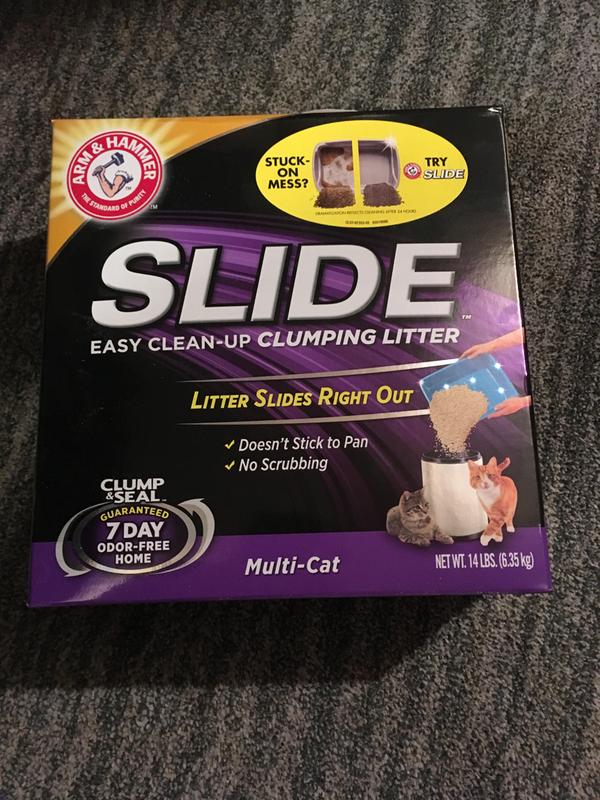 ARM & HAMMER
THE STANDARD OF PURITY
TM
STUCK-
ON
MESS?
TRY
SLIDE
SLIDE
TM
EASY CLEAN-UP CLUMPING LITTER
LITTER SLIDES RIGHT OUT
✓ Doesn't Stick to Pan
✓ No Scrubbing
CLUMP
&SEAL
GUARANTEED
7 DAY
ODOR-FREE
HOME
Multi-Cat
NET WT. 14 LBS. (6.35 kg)